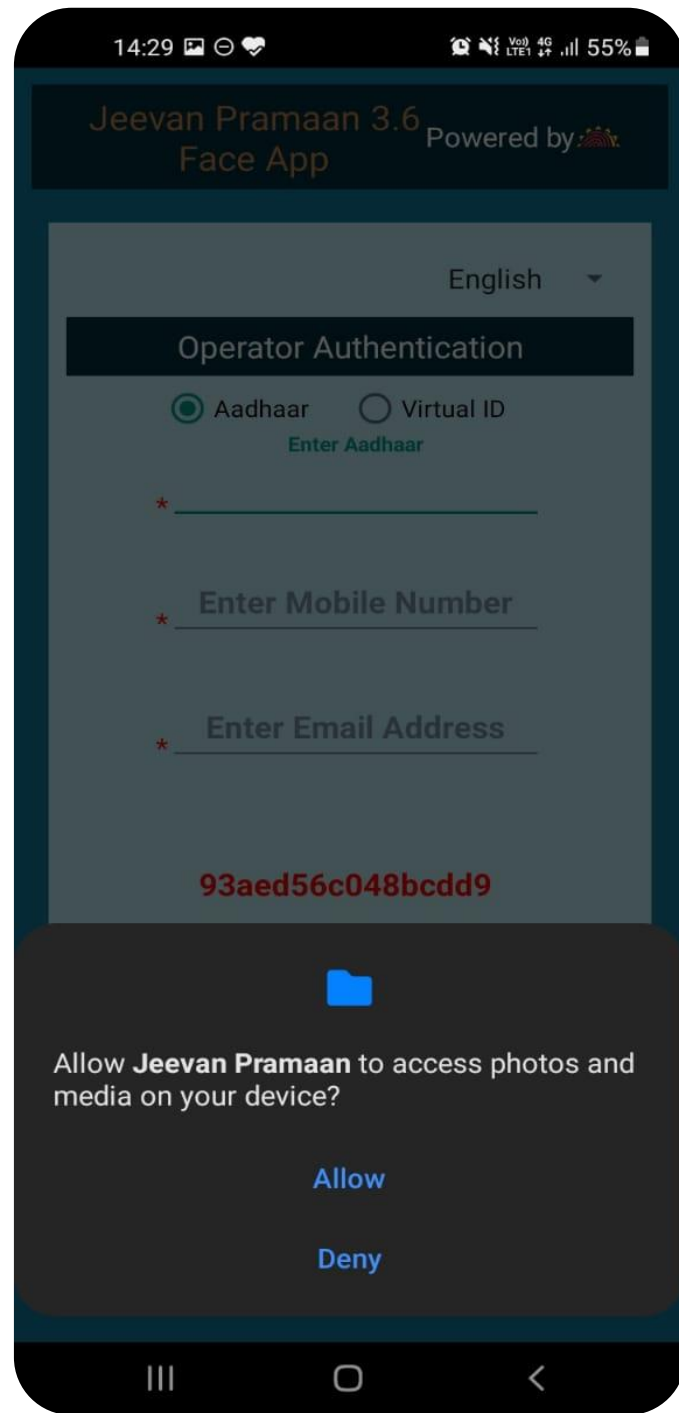 14:29 55%
Jeevan Pramaan 3.6
Face App
Powered by
English
Operator Authentication
Aadhaar Virtual ID
Enter Aadhaar
*
* Enter Mobile Number
* Enter Email Address
93aed56c048bcdd9
Allow Jeevan Pramaan to access photos and
media on your device?
Allow
Deny